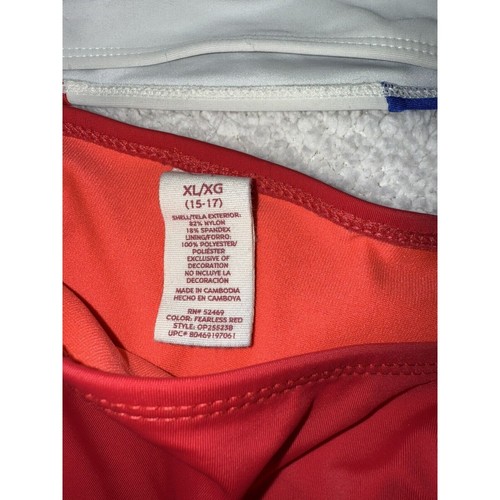 XL/XG
(15-17)
SHELL/TELA EXTERIOR:
82% NYLON
18% SPANDEX
LINING/FORRO:
100% POLYESTER/
POLIÉSTER
EXCLUSIVE OF
DECORATION
NO INCLUYE LA
DECORACIÓN
MADE IN CAMBODIA
HECHO EN CAMBOYA
RN# 52469
COLOR: FEARLESS RED
STYLE: OP25523B
UPC# 80469197061